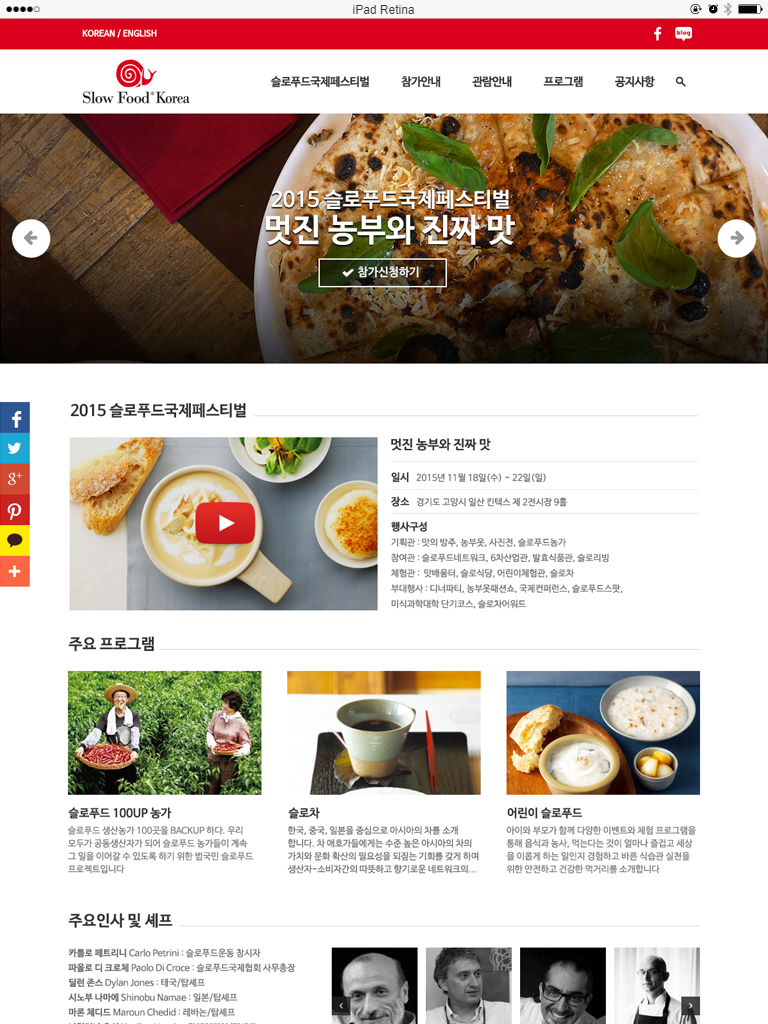 iPad Retina
KOREAN / ENGLISH
blog
Slow Food® Korea
슬로푸드국제페스티벌 참가안내 관람안내 프로그램 공지사항
2015 슬로푸드국제페스티벌
멋진 농부와 진짜 맛
참가신청하기
2015 슬로푸드국제페스티벌
멋진 농부와 진짜 맛
일시 2015년 11월 18일(수) ~ 22일(일)
장소 경기도 고양시 일산 킨텍스 제 2전시장 9홀
행사구성
기획관 : 맛의 방주, 농부옷, 사진전, 슬로푸드농가
참여관 : 슬로푸드네트워크, 6차산업관, 발효식품관, 슬로리빙
체험관 : 맛배움터, 슬로식당, 어린이체험관, 슬로차
부대행사 : 디너파티, 농부옷패션쇼, 국제컨퍼런스, 슬로푸드스팟,
미식과학대학 단기코스, 슬로차어워드
주요 프로그램
슬로푸드 100UP 농가
슬로푸드 생산농가 100곳을 BACKUP 하다. 우리
모두가 공동생산자가 되어 슬로푸드 농가들이 계속
그 일을 이어갈 수 있도록 하기 위한 범국민 슬로푸드
프로젝트입니다
슬로차
한국, 중국, 일본을 중심으로 아시아의 차를 소개
합니다. 차 애호가들에게는 수준 높은 아시아의 차의
가치와 문화 확산의 필요성을 되짚는 기회를 갖게 하며
생산자~소비자간의 따뜻하고 향기로운 네트워크의...
어린이 슬로푸드
아이와 부모가 함께 다양한 이벤트와 체험 프로그램을
통해 음식과 농사, 먹는다는 것이 얼마나 즐겁고 세상
을 이롭게 하는 일인지 경험하고 바른 식습관 실천을
위한 안전하고 건강한 먹거리를 소개합니다
주요인사 및 셰프
카를로 페트리니 Carlo Petrini : 슬로푸드운동 창시자
파올로 디 크로체 Paolo Di Croce : 슬로푸드국제협회 사무총장
딜런 존스 Dylan Jones : 태국/탑셰프
시노부 나마에 Shinobu Namae : 일본/탑셰프
마론 체디드 Maroun Chedid : 레바논/탑셰프